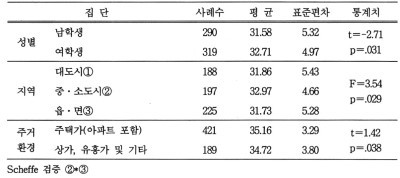 집 단 사례수 평 균 표준편차 통계치
성별 남학생 290 31.58 5.32 t=-2.71
여학생 319 32.71 4.97 p=.031
지역 대도시① 188 31.86 5.43 F=3.54
중·소도시② 197 32.97 4.66 p=.029
읍·면③ 225 31.73 5.28
주거 환경 주택가(아파트 포함) 421 35.16 3.29 t=1.42
상가, 유흥가 및 기타 189 34.72 3.80 p=.038
Scheffe 검증 ②*③